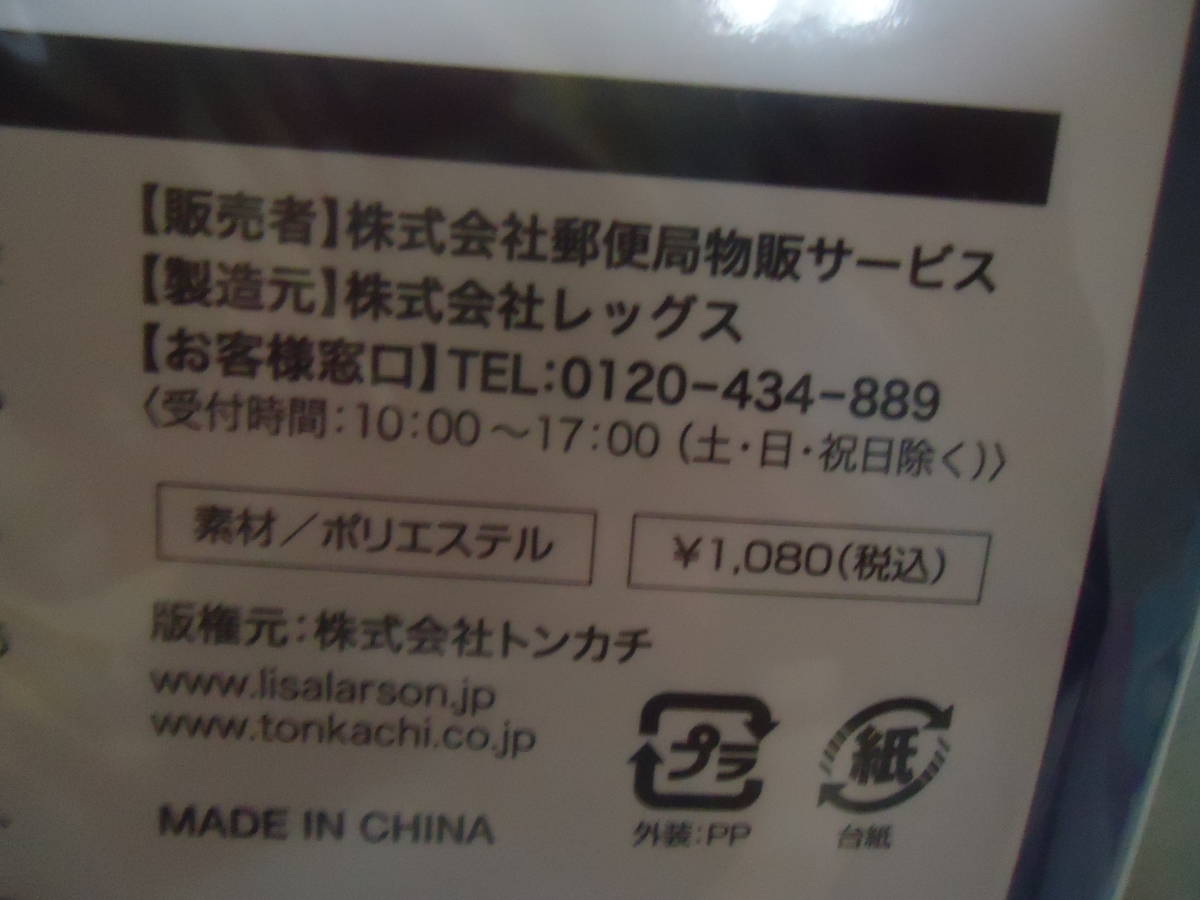 【販売者】株式会社郵便局物販サービス
【製造元】株式会社レッグス
【お客様窓口】TEL:0120-434-889
〈受付時間:10:00〜17:00(土・日・祝日除く)〉
素材/ポリエステル
¥1,080(税込)
版権元:株式会社トンカチ
www.lisalarson.jp
www.tonkachi.co.jp
MADE IN CHINA
プラ
外装:PP
紙
台紙